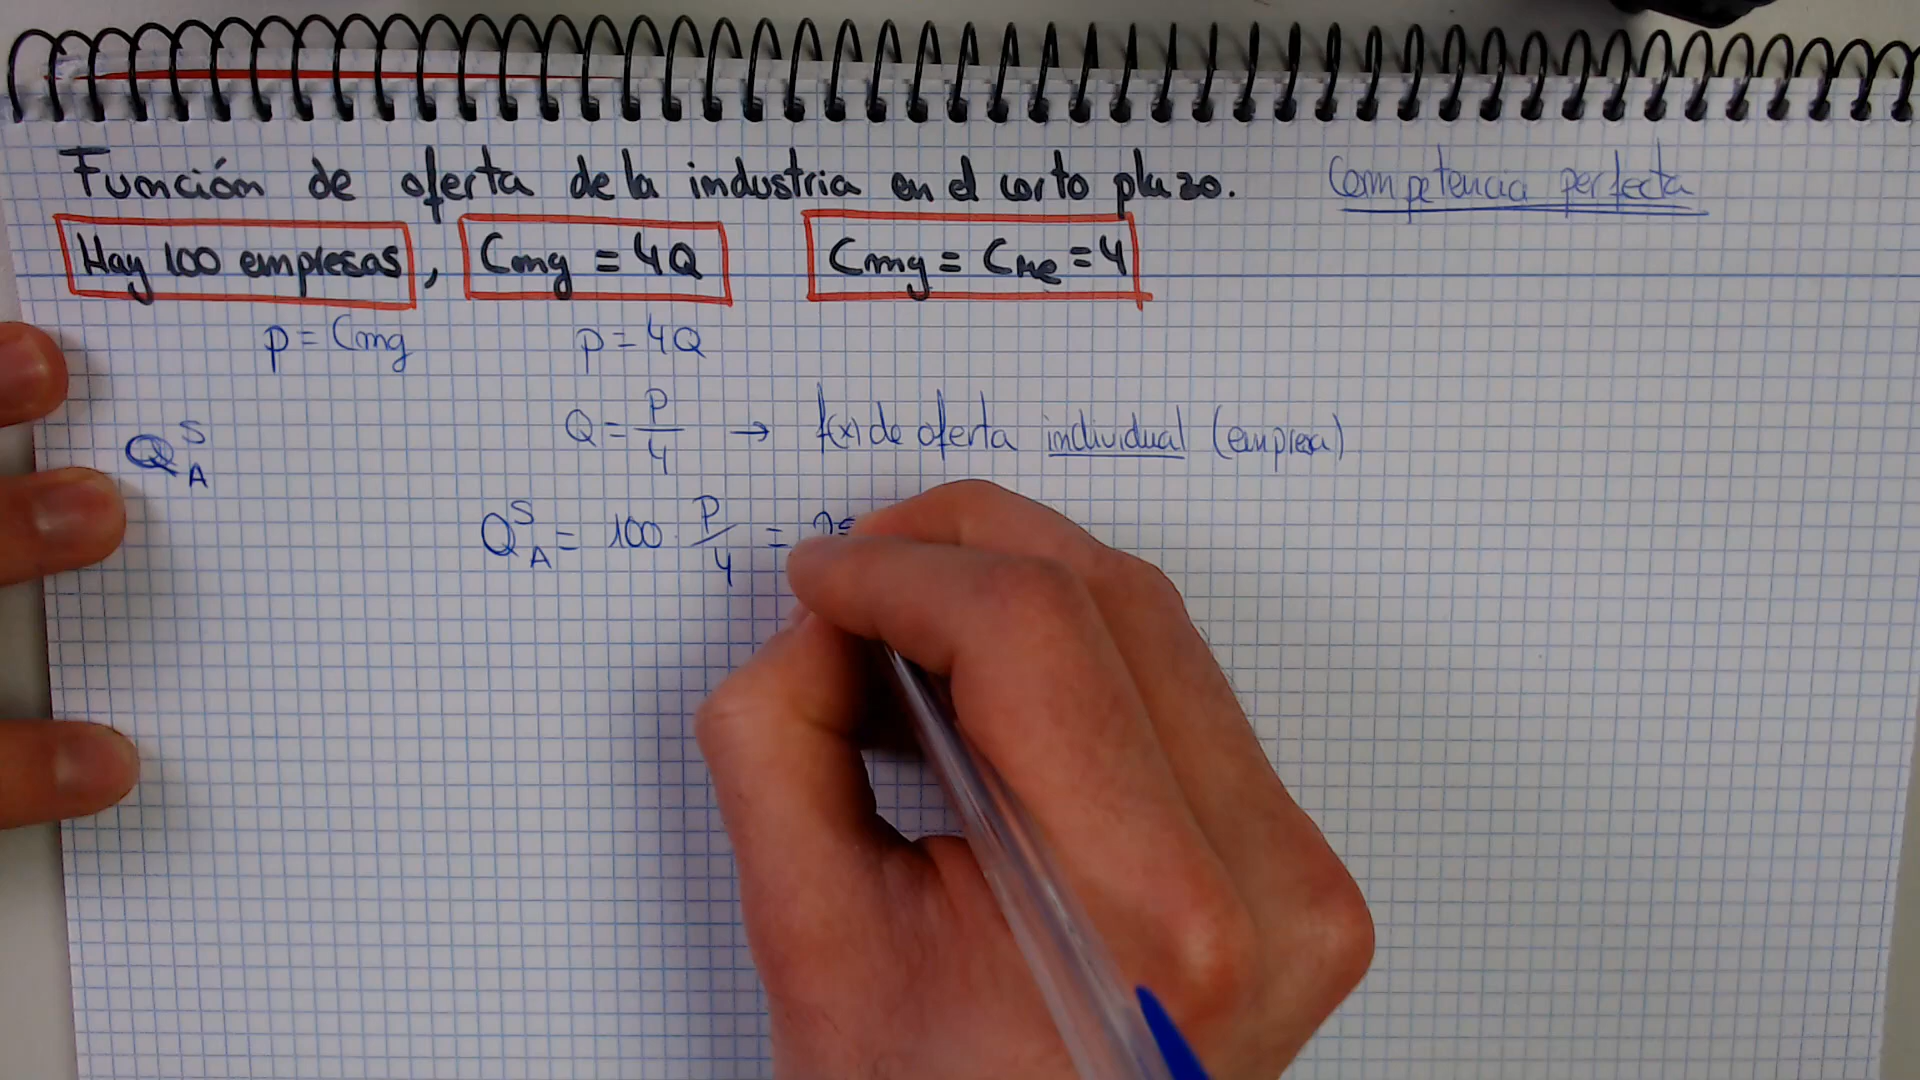 Función de oferta de la industria en el corto plazo. Competencia perfecta
Hay 100 empresas, Cmg = 4Q Cmg = CMe = 4
p = Cmg p = 4Q
Q = P/4 → f(x) de oferta individual (empresa)
Q^S_A
Q^S_A = 100 · P/4 =